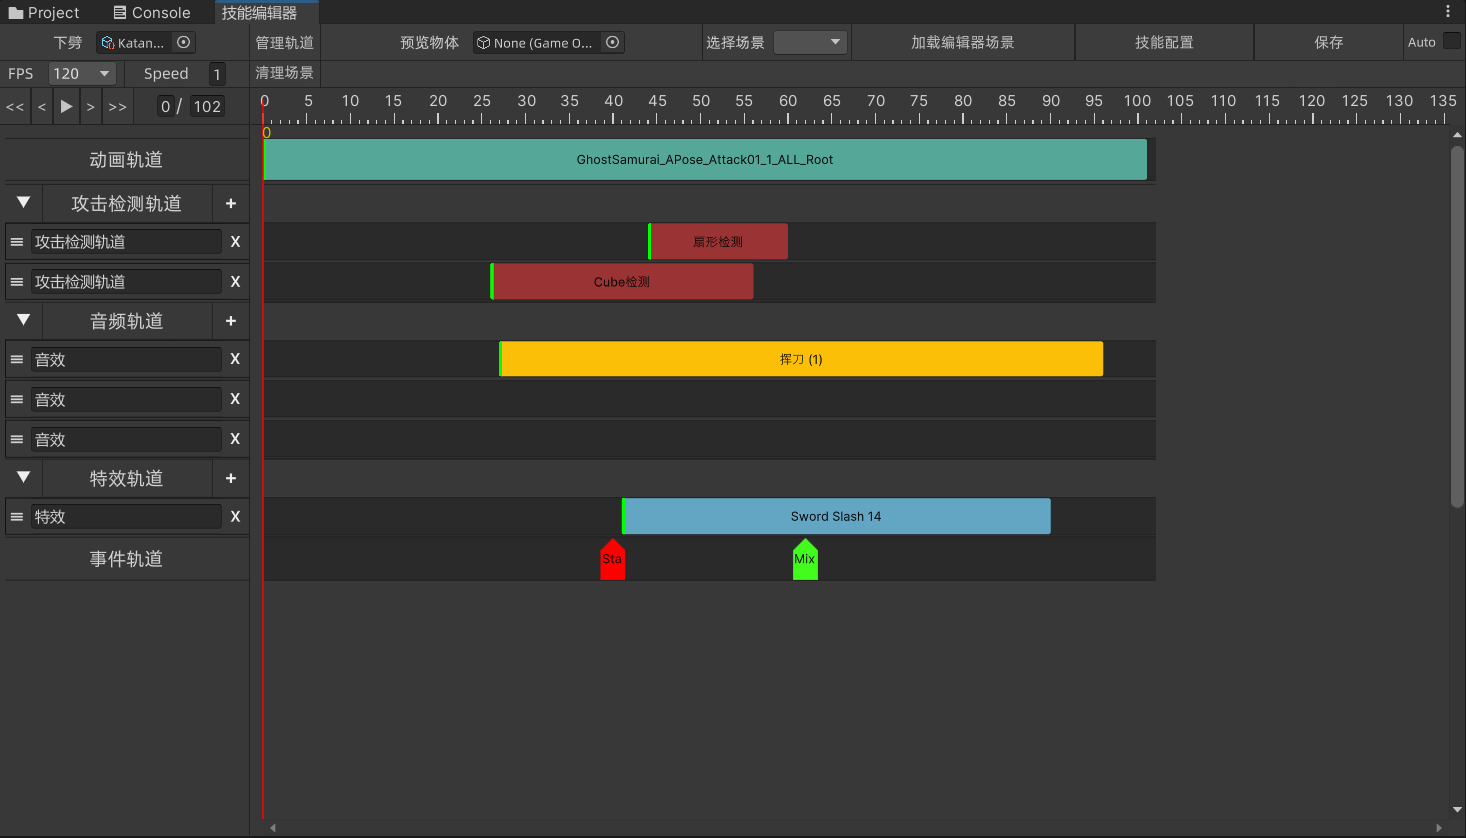 Project Console 技能编辑器
下劈 Katan... 管理轨道 预览物体 None (Game O... 选择场景 加载编辑器场景 技能配置 保存 Auto
FPS 120 Speed 1 清理场景
<< < > >> 0 / 102 0 5 10 15 20 25 30 35 40 45 50 55 60 65 70 75 80 85 90 95 100 105 110 115 120 125 130 135
0
动画轨道 GhostSamurai_APose_Attack01_1_ALL_Root
攻击检测轨道 +
攻击检测轨道 X 扇形检测
攻击检测轨道 X Cube检测
音频轨道 +
音效 X 挥刀 (1)
音效 X
音效 X
特效轨道 +
特效 X Sword Slash 14
事件轨道 Sta Mix